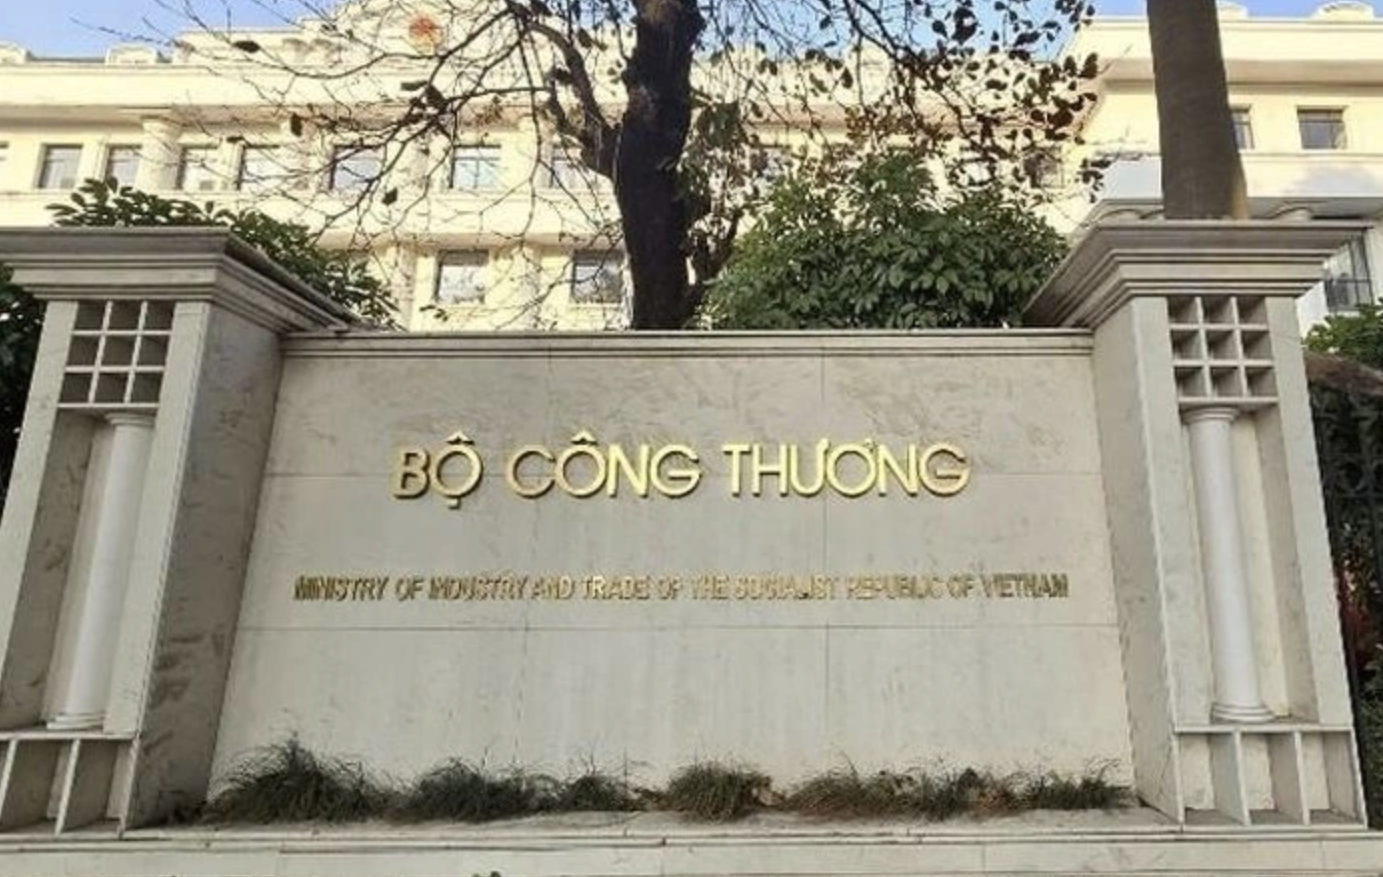 BỘ CÔNG THƯƠNG
MINISTRY OF INDUSTRY AND TRADE OF THE SOCIALIST REPUBLIC OF VIETNAM